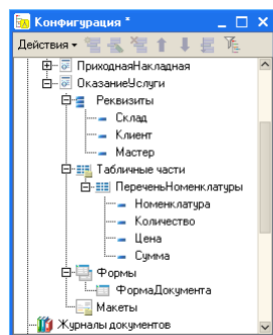 Конфигурация *
Действия
ПриходнаяНакладная
ОказаниеУслуги
Реквизиты
Склад
Клиент
Мастер
Табличные части
ПереченьНоменклатуры
Номенклатура
Количество
Цена
Сумма
Формы
ФормаДокумента
Макеты
Журналы документов